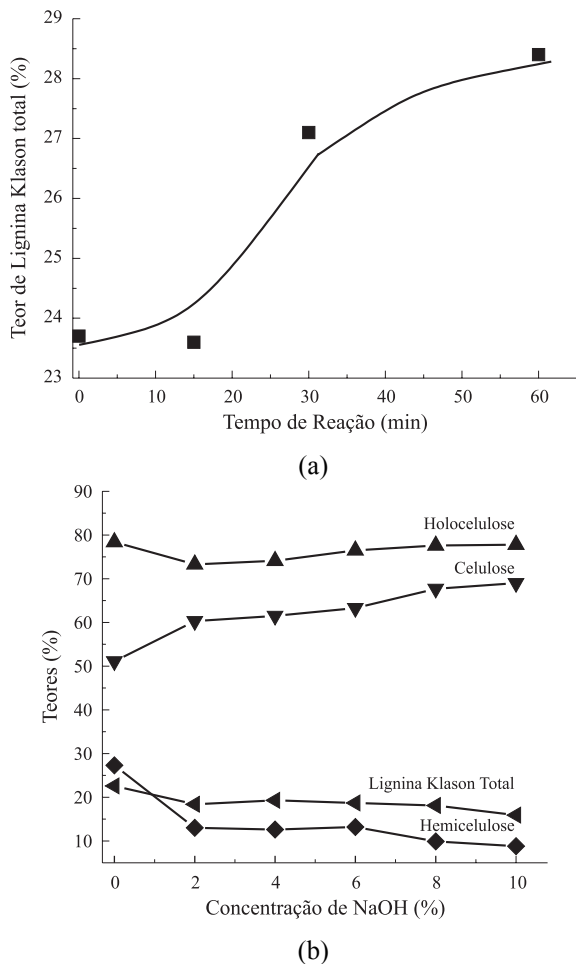 29
28
27
26
25
24
23
Teor de Lignina Klason total (%)
0 10 20 30 40 50 60
Tempo de Reação (min)
(a)
90
80
70
60
50
40
30
20
10
Teores (%)
Holocelulose
Celulose
Lignina Klason Total
Hemicelulose
0 2 4 6 8 10
Concentração de NaOH (%)
(b)